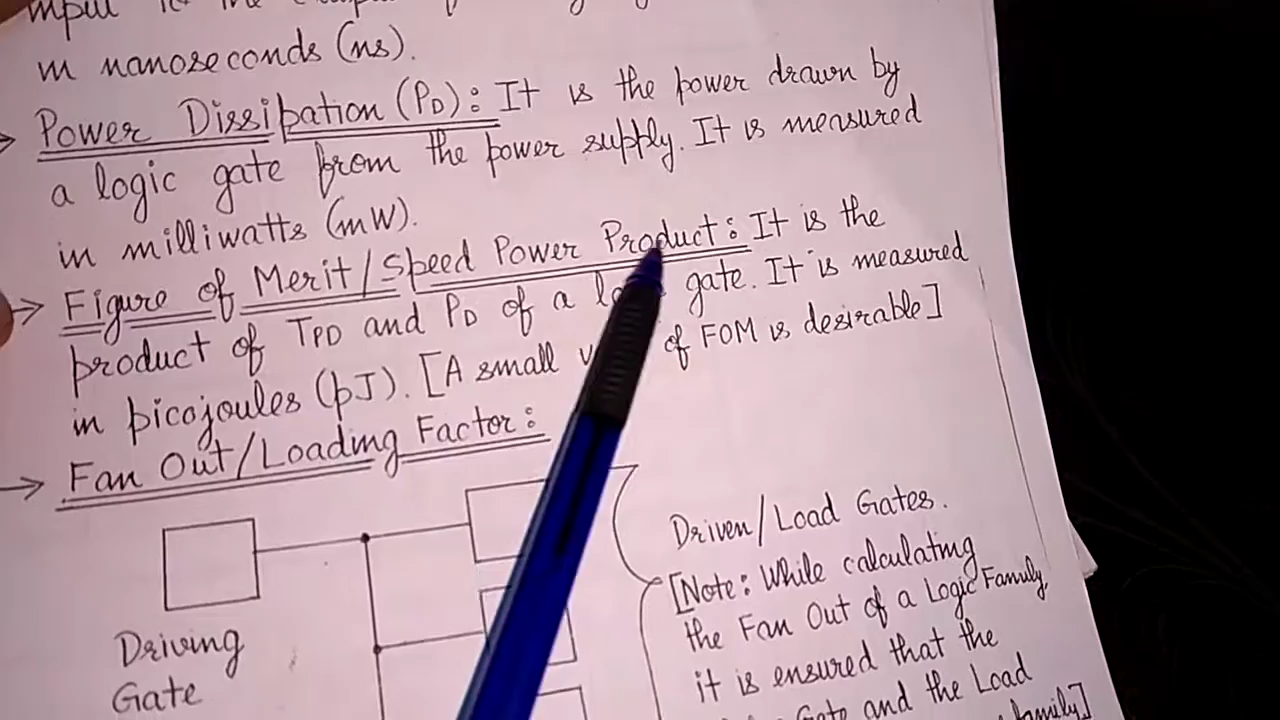 in nanoseconds (ns).
→ Power Dissipation (PD): It is the power drawn by
a logic gate from the power supply. It is measured
in milliwatts (mW).
→ Figure of Merit/Speed Power Product: It is the
product of TPD and PD of a gate. It is measured
in picojoules (pJ). [A small of FOM is desirable]
→ Fan Out/Loading Factor:
Driven/Load Gates.
[Note: While calculating
the Fan Out of a Logic Family,
it is ensured that the
Gate and the Load
family]
Driving
Gate